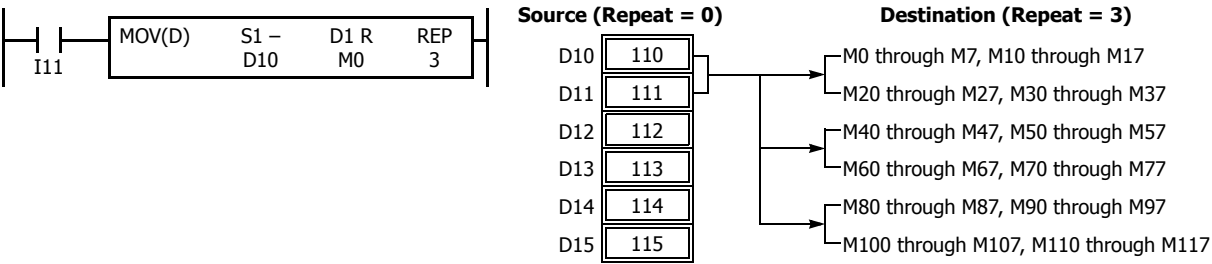 MOV(D) S1 – D1 R REP
D10 M0 3
I11
Source (Repeat = 0)
D10 110
D11 111
D12 112
D13 113
D14 114
D15 115
Destination (Repeat = 3)
M0 through M7, M10 through M17
M20 through M27, M30 through M37
M40 through M47, M50 through M57
M60 through M67, M70 through M77
M80 through M87, M90 through M97
M100 through M107, M110 through M117